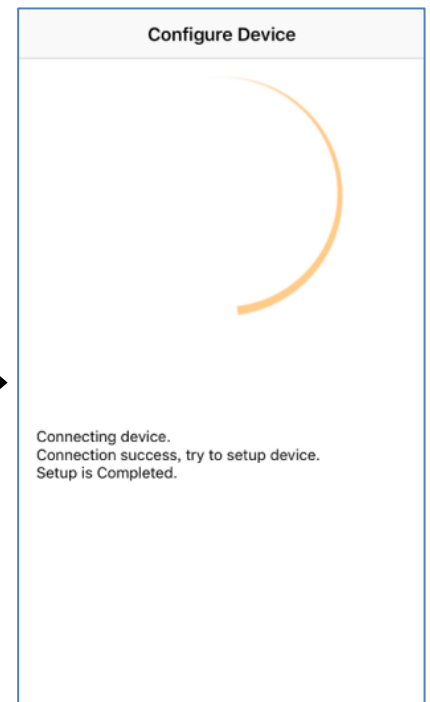 Configure Device
Connecting device.
Connection success, try to setup device.
Setup is Completed.